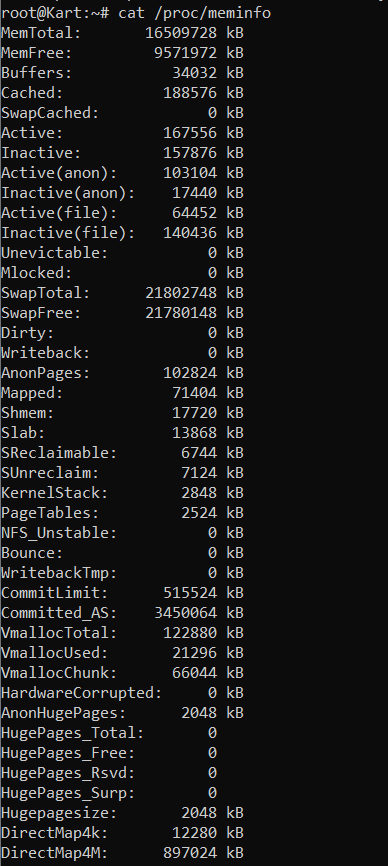 root@Kart:~# cat /proc/meminfo
MemTotal:       16509728 kB
MemFree:         9571972 kB
Buffers:           34032 kB
Cached:           188576 kB
SwapCached:            0 kB
Active:           167556 kB
Inactive:         157876 kB
Active(anon):     103104 kB
Inactive(anon):    17440 kB
Active(file):      64452 kB
Inactive(file):   140436 kB
Unevictable:           0 kB
Mlocked:               0 kB
SwapTotal:      21802748 kB
SwapFree:       21780148 kB
Dirty:                 0 kB
Writeback:             0 kB
AnonPages:        102824 kB
Mapped:            71404 kB
Shmem:             17720 kB
Slab:              13868 kB
SReclaimable:       6744 kB
SUnreclaim:         7124 kB
KernelStack:        2848 kB
PageTables:         2524 kB
NFS_Unstable:          0 kB
Bounce:                0 kB
WritebackTmp:          0 kB
CommitLimit:      515524 kB
Committed_AS:    3450064 kB
VmallocTotal:     122880 kB
VmallocUsed:       21296 kB
VmallocChunk:      66044 kB
HardwareCorrupted:     0 kB
AnonHugePages:      2048 kB
HugePages_Total:       0
HugePages_Free:        0
HugePages_Rsvd:        0
HugePages_Surp:        0
Hugepagesize:       2048 kB
DirectMap4k:       12280 kB
DirectMap4M:      897024 kB